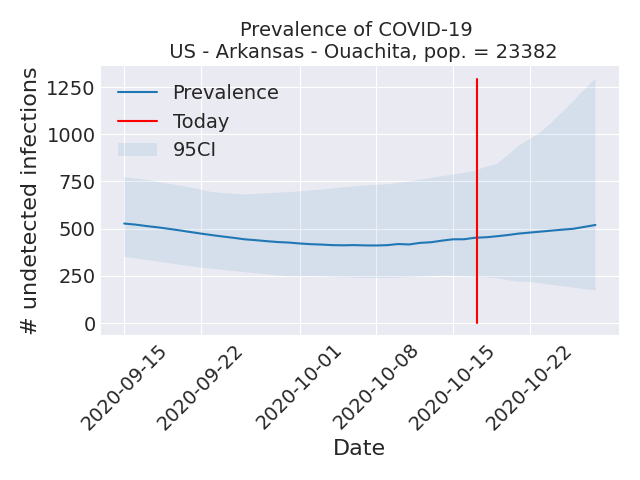 Prevalence of COVID-19
US - Arkansas - Ouachita, pop. = 23382
# undetected infections
1250
1000
750
500
250
0
Prevalence
Today
95CI
2020-09-15
2020-09-22
2020-10-01
2020-10-08
2020-10-15
2020-10-22
Date